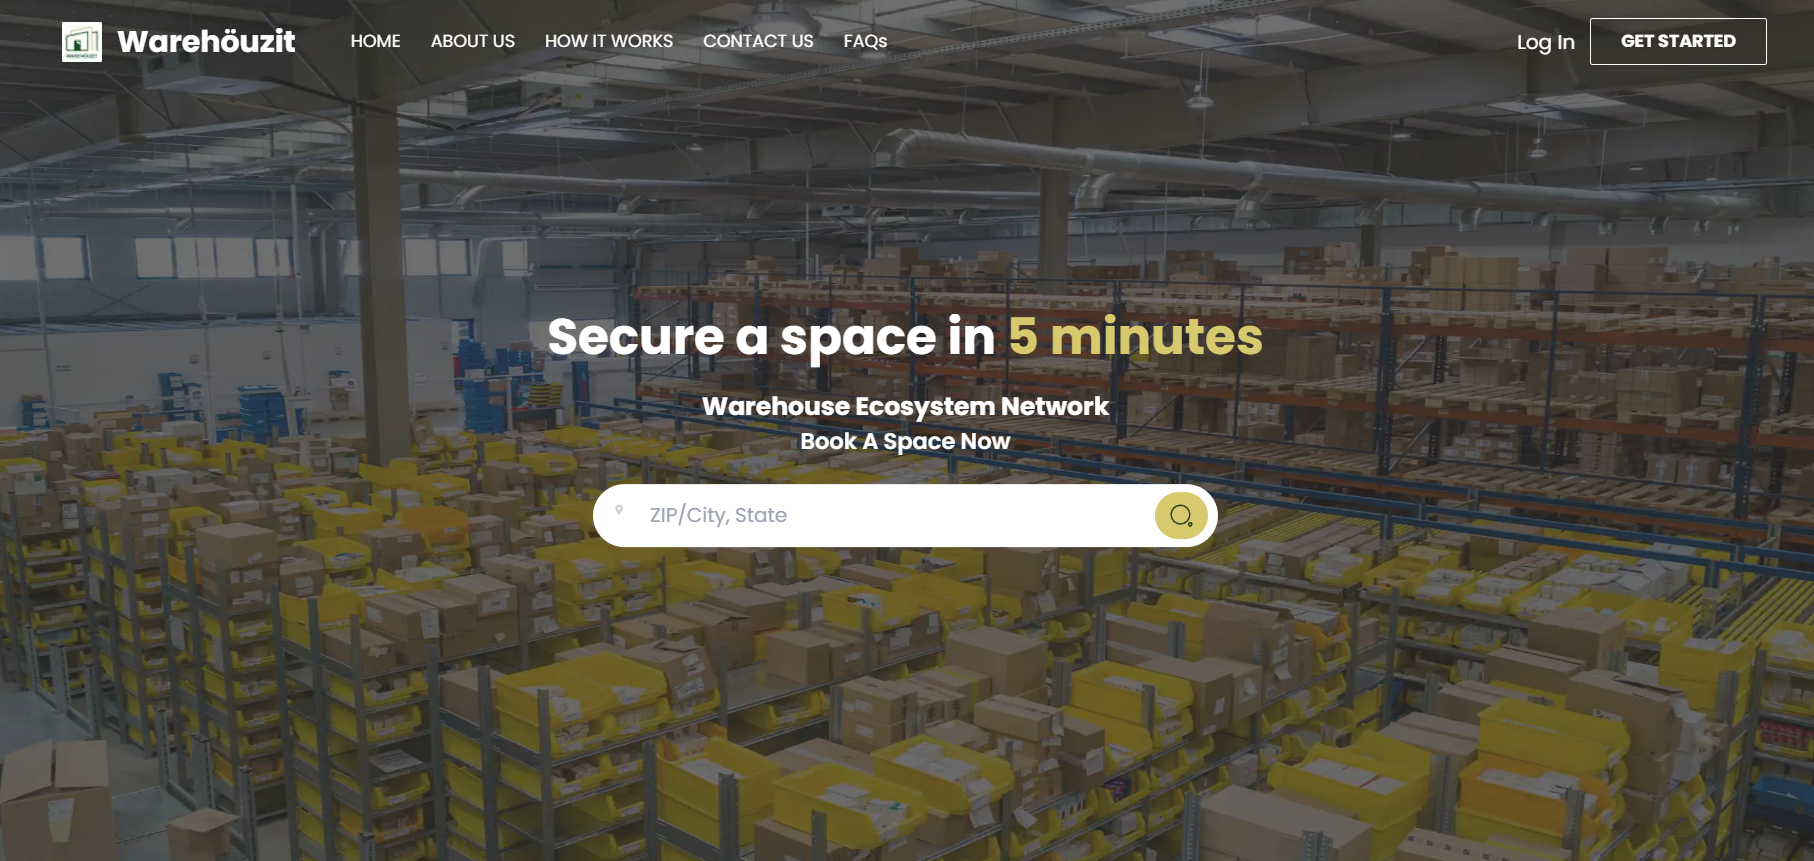 Warehöuzit
HOME ABOUT US HOW IT WORKS CONTACT US FAQs
Log In GET STARTED
Secure a space in 5 minutes
Warehouse Ecosystem Network
Book A Space Now
ZIP/City, State